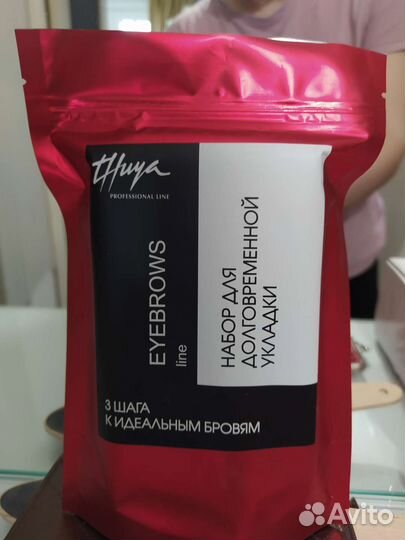 thuya
PROFESSIONAL LINE
EYEBROWS
line
НАБОР ДЛЯ
ДОЛГОВРЕМЕННОЙ
УКЛАДКИ
3 ШАГА
К ИДЕАЛЬНЫМ БРОВЯМ
Avito